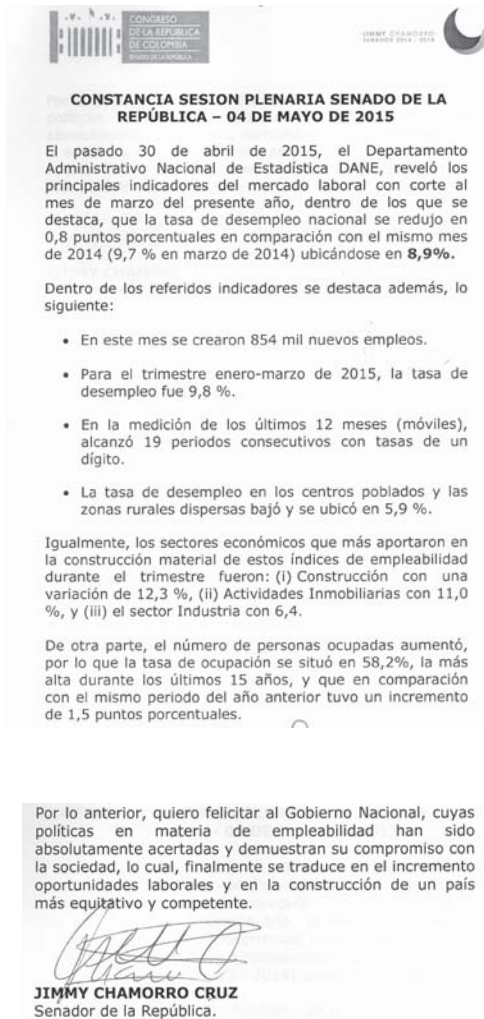 CONGRESO
DE LA REPÚBLICA
DE COLOMBIA
SENADO DE LA REPÚBLICA
JIMMY CHAMORRO
SENADOR 2014 - 2018
CONSTANCIA SESION PLENARIA SENADO DE LA
REPÚBLICA – 04 DE MAYO DE 2015
El pasado 30 de abril de 2015, el Departamento
Administrativo Nacional de Estadística DANE, reveló los
principales indicadores del mercado laboral con corte al
mes de marzo del presente año, dentro de los que se
destaca, que la tasa de desempleo nacional se redujo en
0,8 puntos porcentuales en comparación con el mismo mes
de 2014 (9,7 % en marzo de 2014) ubicándose en 8,9%.
Dentro de los referidos indicadores se destaca además, lo
siguiente:
• En este mes se crearon 854 mil nuevos empleos.
• Para el trimestre enero-marzo de 2015, la tasa de
desempleo fue 9,8 %.
• En la medición de los últimos 12 meses (móviles),
alcanzó 19 periodos consecutivos con tasas de un
dígito.
• La tasa de desempleo en los centros poblados y las
zonas rurales dispersas bajó y se ubicó en 5,9 %.
Igualmente, los sectores económicos que más aportaron en
la construcción material de estos índices de empleabilidad
durante el trimestre fueron: (i) Construcción con una
variación de 12,3 %, (ii) Actividades Inmobiliarias con 11,0
%, y (iii) el sector Industria con 6,4.
De otra parte, el número de personas ocupadas aumentó,
por lo que la tasa de ocupación se situó en 58,2%, la más
alta durante los últimos 15 años, y que en comparación
con el mismo periodo del año anterior tuvo un incremento
de 1,5 puntos porcentuales.
Por lo anterior, quiero felicitar al Gobierno Nacional, cuyas
políticas en materia de empleabilidad han sido
absolutamente acertadas y demuestran su compromiso con
la sociedad, lo cual, finalmente se traduce en el incremento
oportunidades laborales y en la construcción de un país
más equitativo y competente.
JIMMY CHAMORRO CRUZ
Senador de la República.